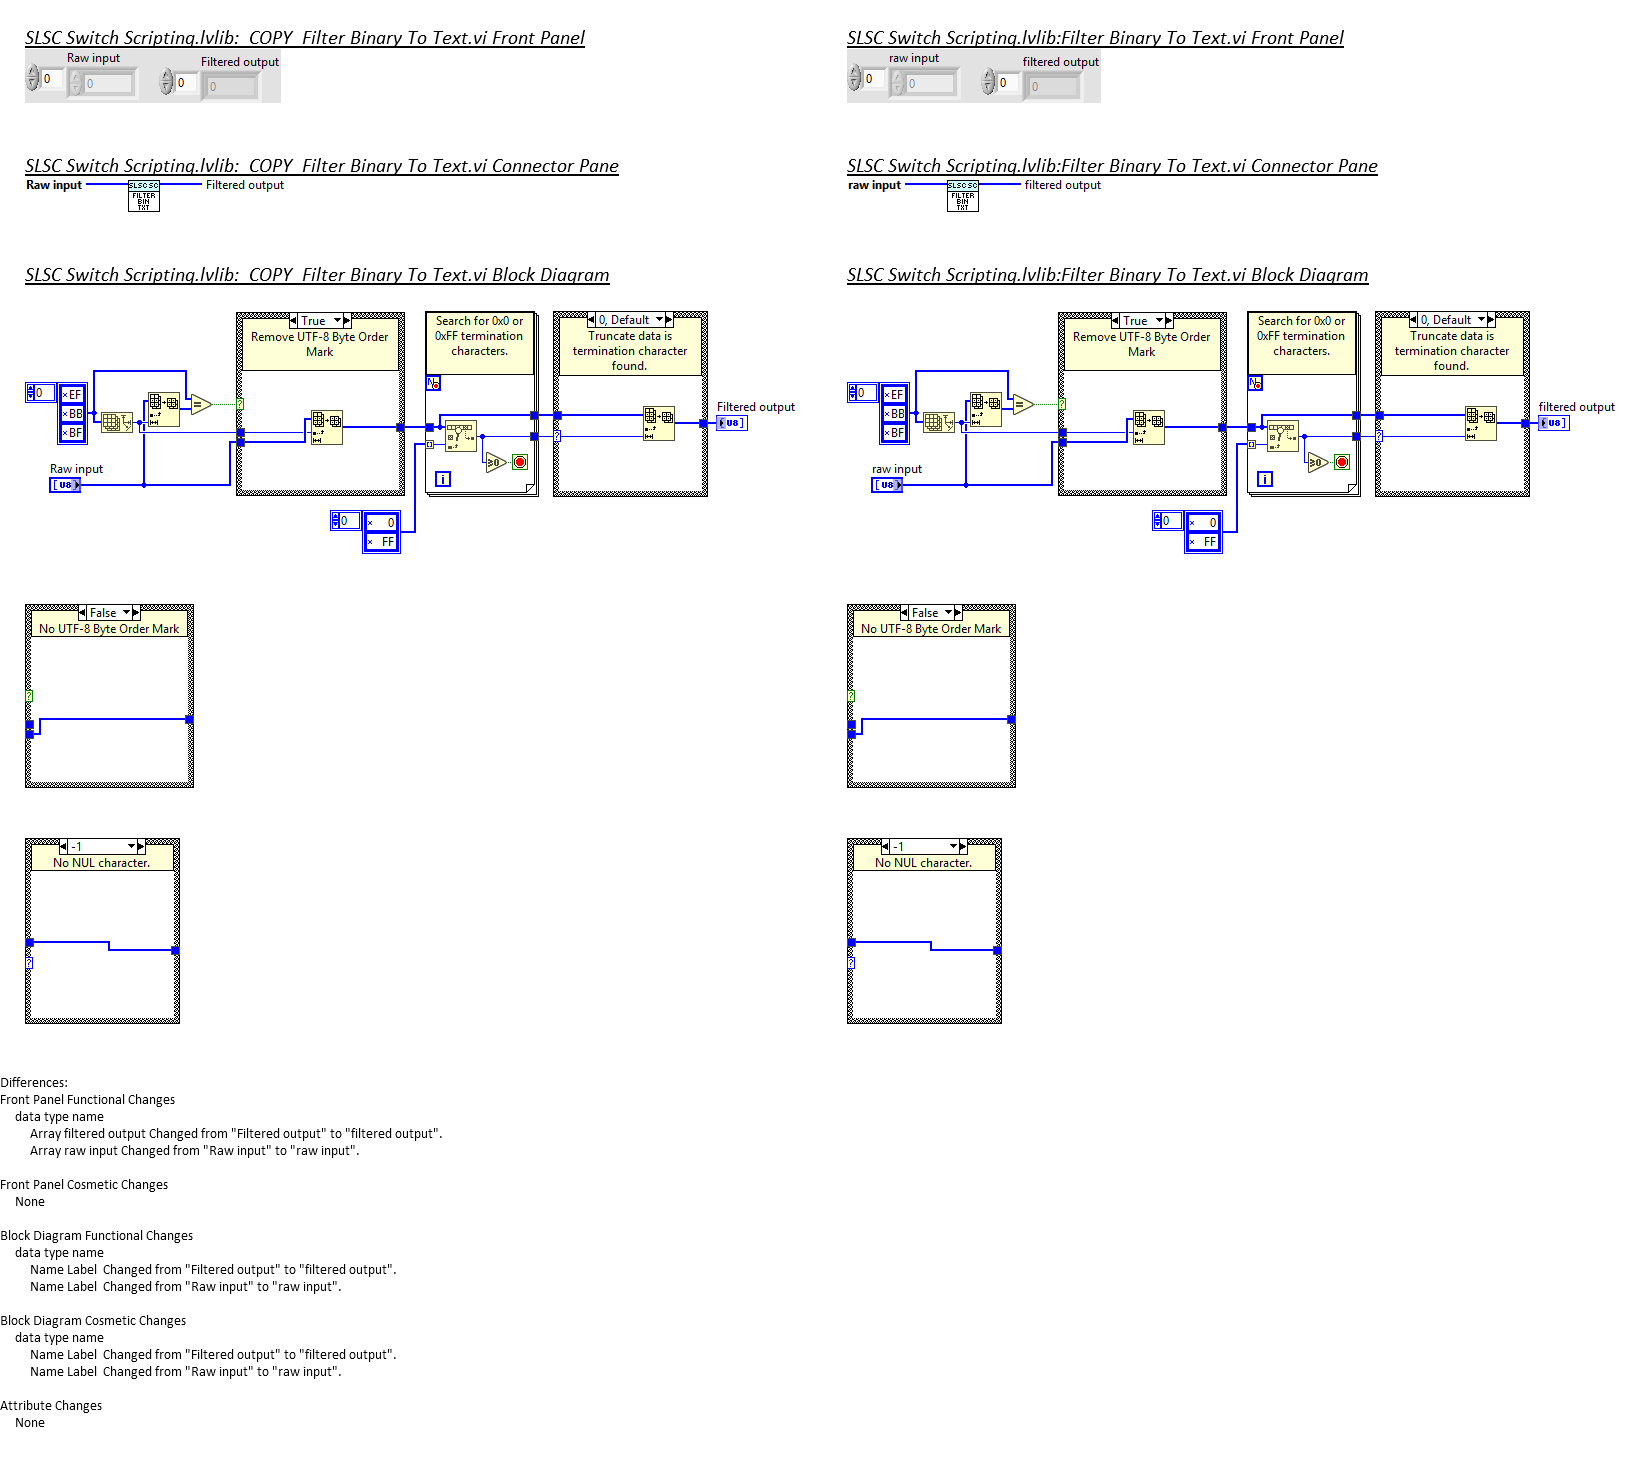 SLSC Switch Scripting.lvlib:_COPY_Filter Binary To Text.vi Front Panel
Raw input
Filtered output
0
0
0
0
SLSC Switch Scripting.lvlib:Filter Binary To Text.vi Front Panel
raw input
filtered output
0
0
0
0
SLSC Switch Scripting.lvlib:_COPY_Filter Binary To Text.vi Connector Pane
Raw input
SLSC SC
FILTER
BIN
TXT
Filtered output
SLSC Switch Scripting.lvlib:Filter Binary To Text.vi Connector Pane
raw input
SLSC SC
FILTER
BIN
TXT
filtered output
SLSC Switch Scripting.lvlib:_COPY_Filter Binary To Text.vi Block Diagram
True
Remove UTF-8 Byte Order
Mark
Search for 0x0 or
0xFF termination
characters.
0, Default
Truncate data is
termination character
found.
N
0
× EF
× BB
× BF
=
?
Raw input
[U8]
≥0
i
?
Filtered output
U8]
0
× 0
× FF
SLSC Switch Scripting.lvlib:Filter Binary To Text.vi Block Diagram
True
Remove UTF-8 Byte Order
Mark
Search for 0x0 or
0xFF termination
characters.
0, Default
Truncate data is
termination character
found.
N
0
× EF
× BB
× BF
=
?
raw input
[U8]
≥0
i
?
filtered output
U8]
0
× 0
× FF
False
No UTF-8 Byte Order Mark
?
False
No UTF-8 Byte Order Mark
?
-1
No NUL character.
?
-1
No NUL character.
?
Differences:
Front Panel Functional Changes
data type name
Array filtered output Changed from "Filtered output" to "filtered output".
Array raw input Changed from "Raw input" to "raw input".
Front Panel Cosmetic Changes
None
Block Diagram Functional Changes
data type name
Name Label  Changed from "Filtered output" to "filtered output".
Name Label  Changed from "Raw input" to "raw input".
Block Diagram Cosmetic Changes
data type name
Name Label  Changed from "Filtered output" to "filtered output".
Name Label  Changed from "Raw input" to "raw input".
Attribute Changes
None